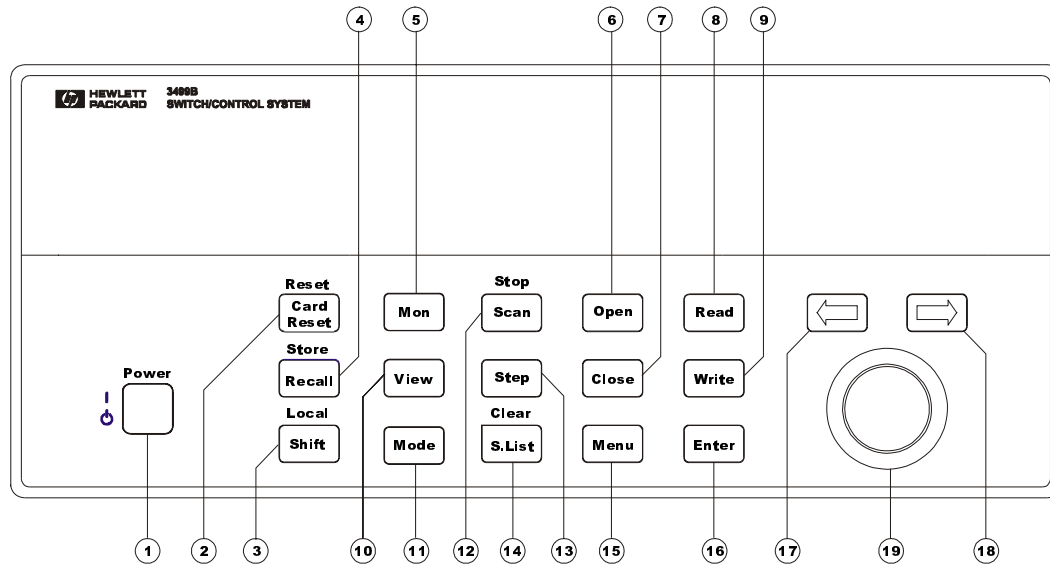 4 5 6 7 8 9
hp HEWLETT PACKARD
3499B
SWITCH/CONTROL SYSTEM
Reset Stop
Card Reset Mon Scan Open Read
Store
Power Recall View Step Close Write
Local Clear
Shift Mode S.List Menu Enter
1 2 3 10 11 12 14 13 15 16 17 19 18